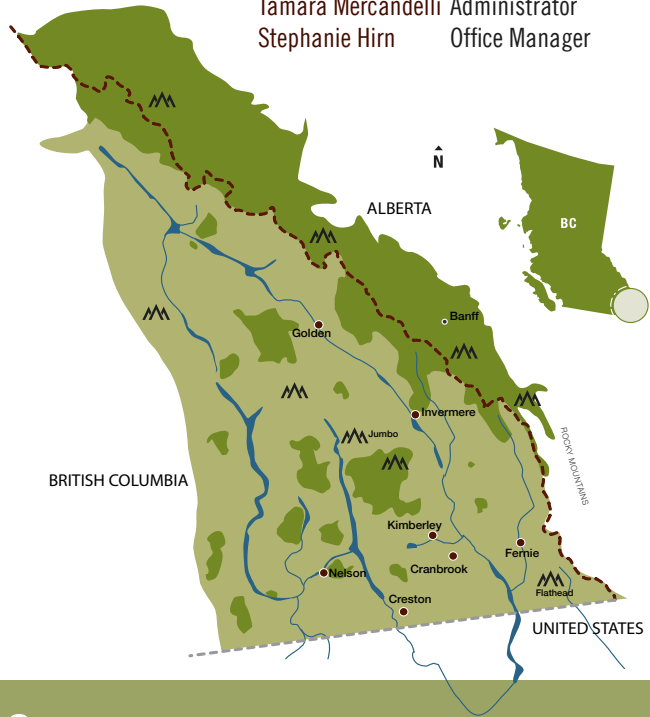 Tamara Mercandelli Administrator
Stephanie Hirn Office Manager
N
ALBERTA
BC
Banff
Golden
Invermere
Jumbo
ROCKY MOUNTAINS
BRITISH COLUMBIA
Kimberley
Fernie
Cranbrook
Nelson
Flathead
Creston
UNITED STATES